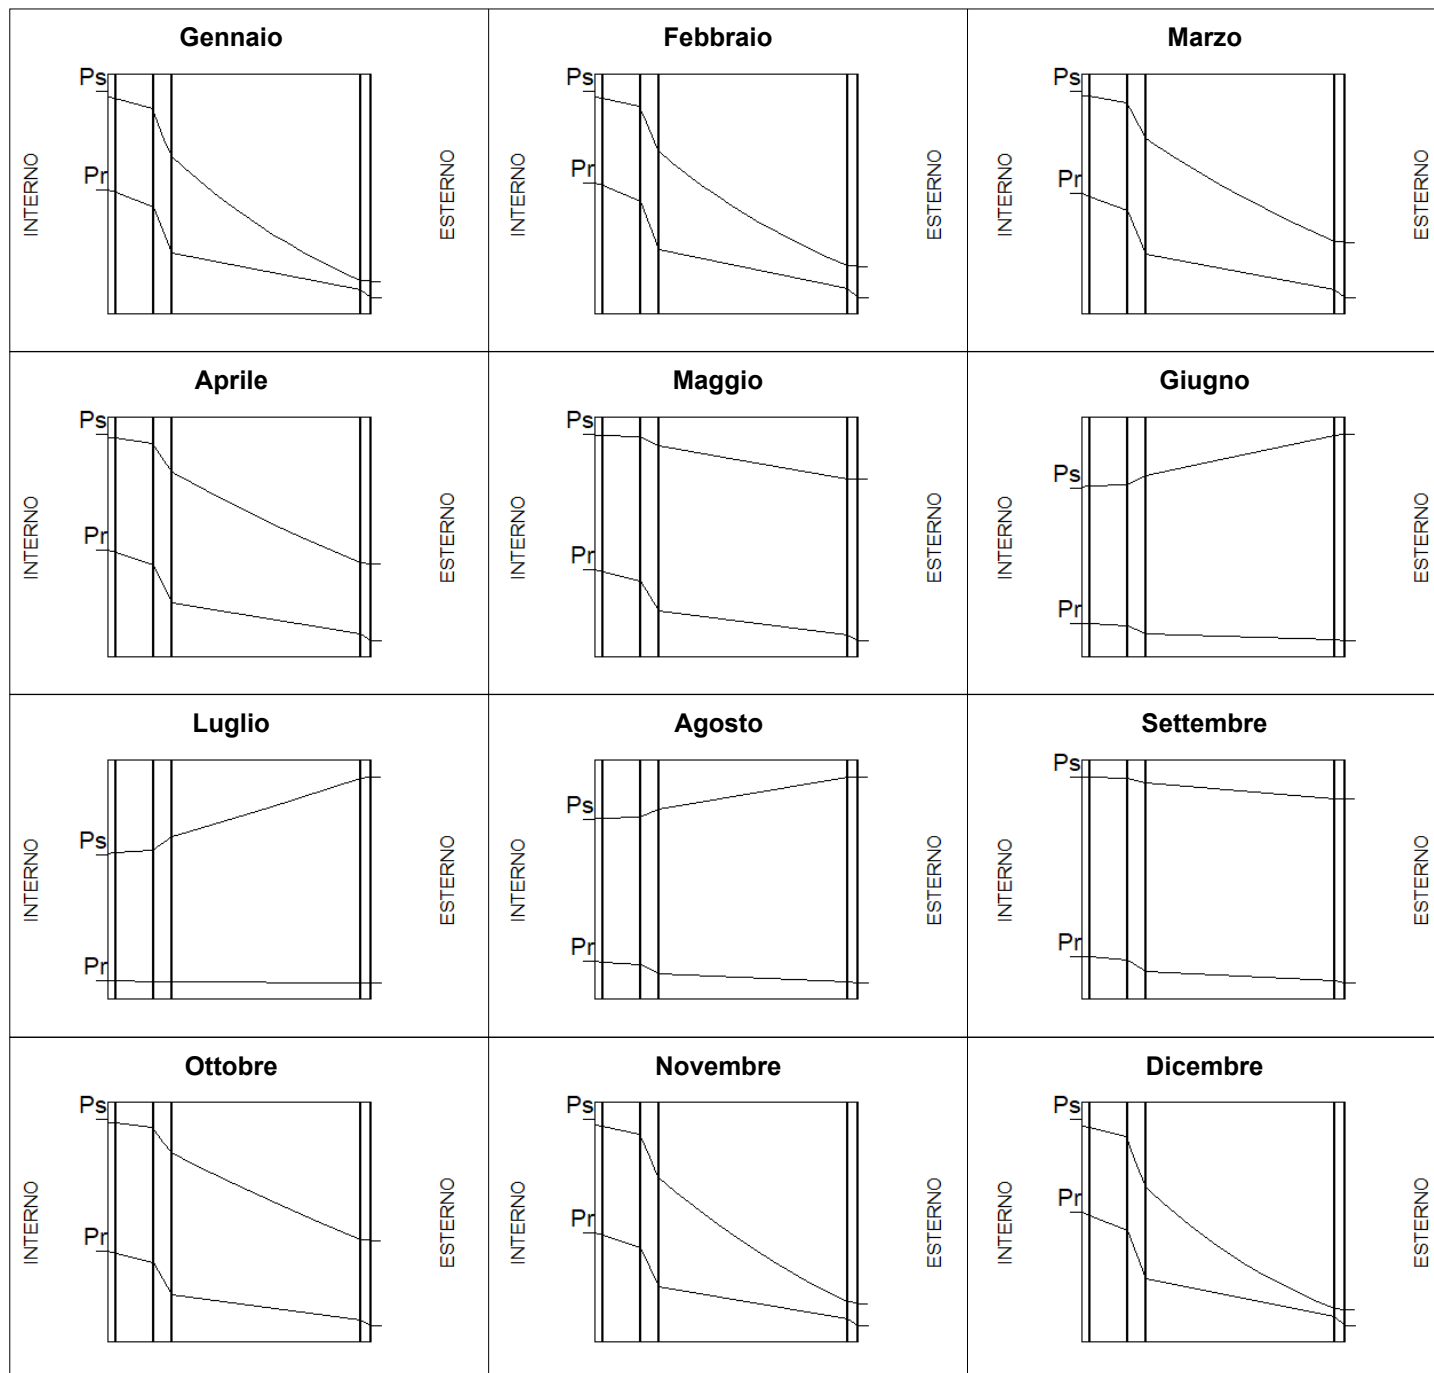 Gennaio
Febbraio
Marzo
Ps
Pr
INTERNO
ESTERNO
Ps
Pr
INTERNO
ESTERNO
Ps
Pr
INTERNO
ESTERNO
Aprile
Maggio
Giugno
Ps
Pr
INTERNO
ESTERNO
Ps
Pr
INTERNO
ESTERNO
Ps
Pr
INTERNO
ESTERNO
Luglio
Agosto
Settembre
Ps
Pr
INTERNO
ESTERNO
Ps
Pr
INTERNO
ESTERNO
Ps
Pr
INTERNO
ESTERNO
Ottobre
Novembre
Dicembre
Ps
Pr
INTERNO
ESTERNO
Ps
Pr
INTERNO
ESTERNO
Ps
Pr
INTERNO
ESTERNO